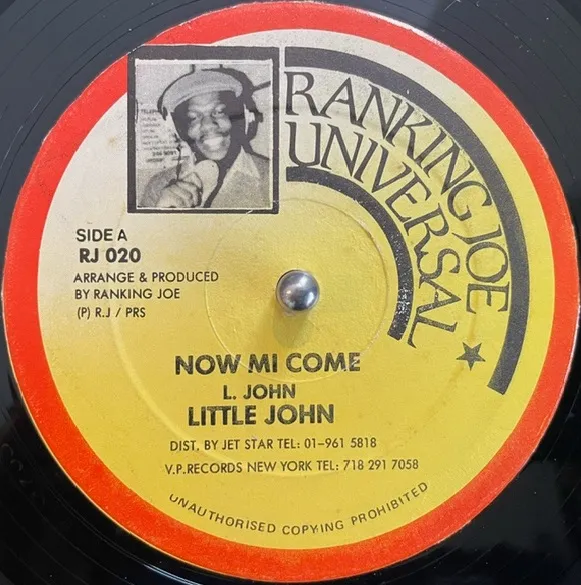 RANKING JOE
UNIVERSAL
SIDE A
RJ 020
ARRANGE & PRODUCED
BY RANKING JOE
(P) R.J / PRS
NOW MI COME
L. JOHN
LITTLE JOHN
DIST. BY JET STAR TEL: 01-961 5818
V.P..RECORDS NEW YORK TEL: 718 291 7058
UNAUTHORISED COPYING PROHIBITED